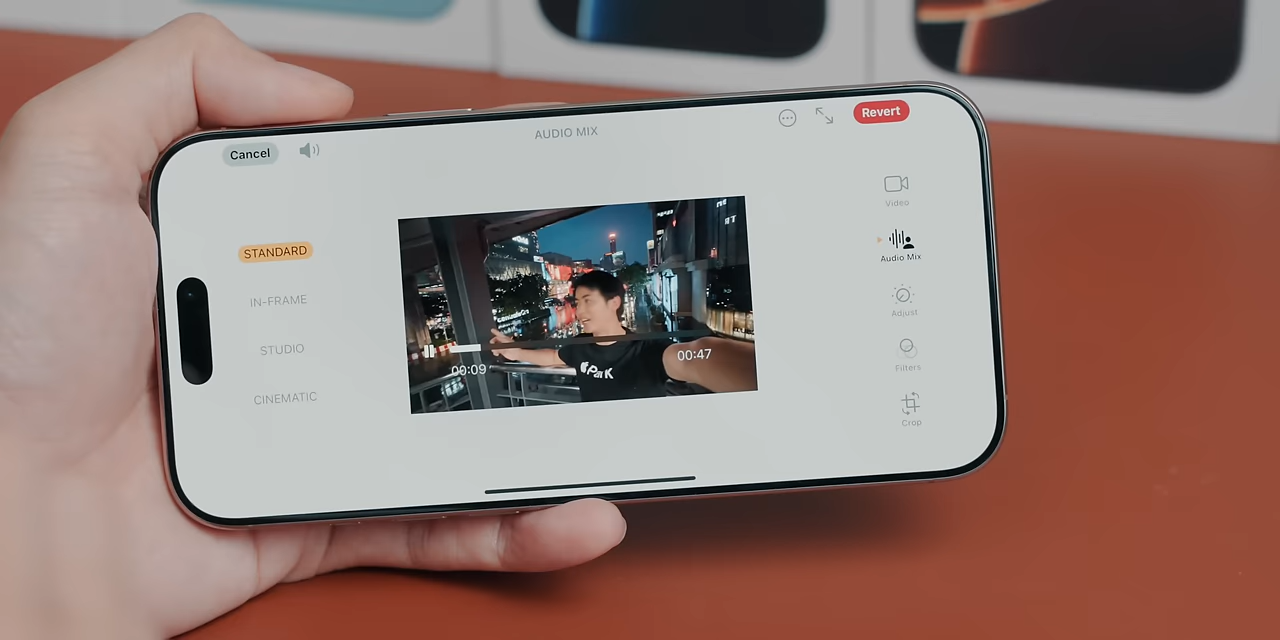 AUDIO MIX
Revert
Cancel
STANDARD
IN-FRAME
STUDIO
CINEMATIC
00:09
00:47
Park
Video
Audio Mix
Adjust
Filters
Crop